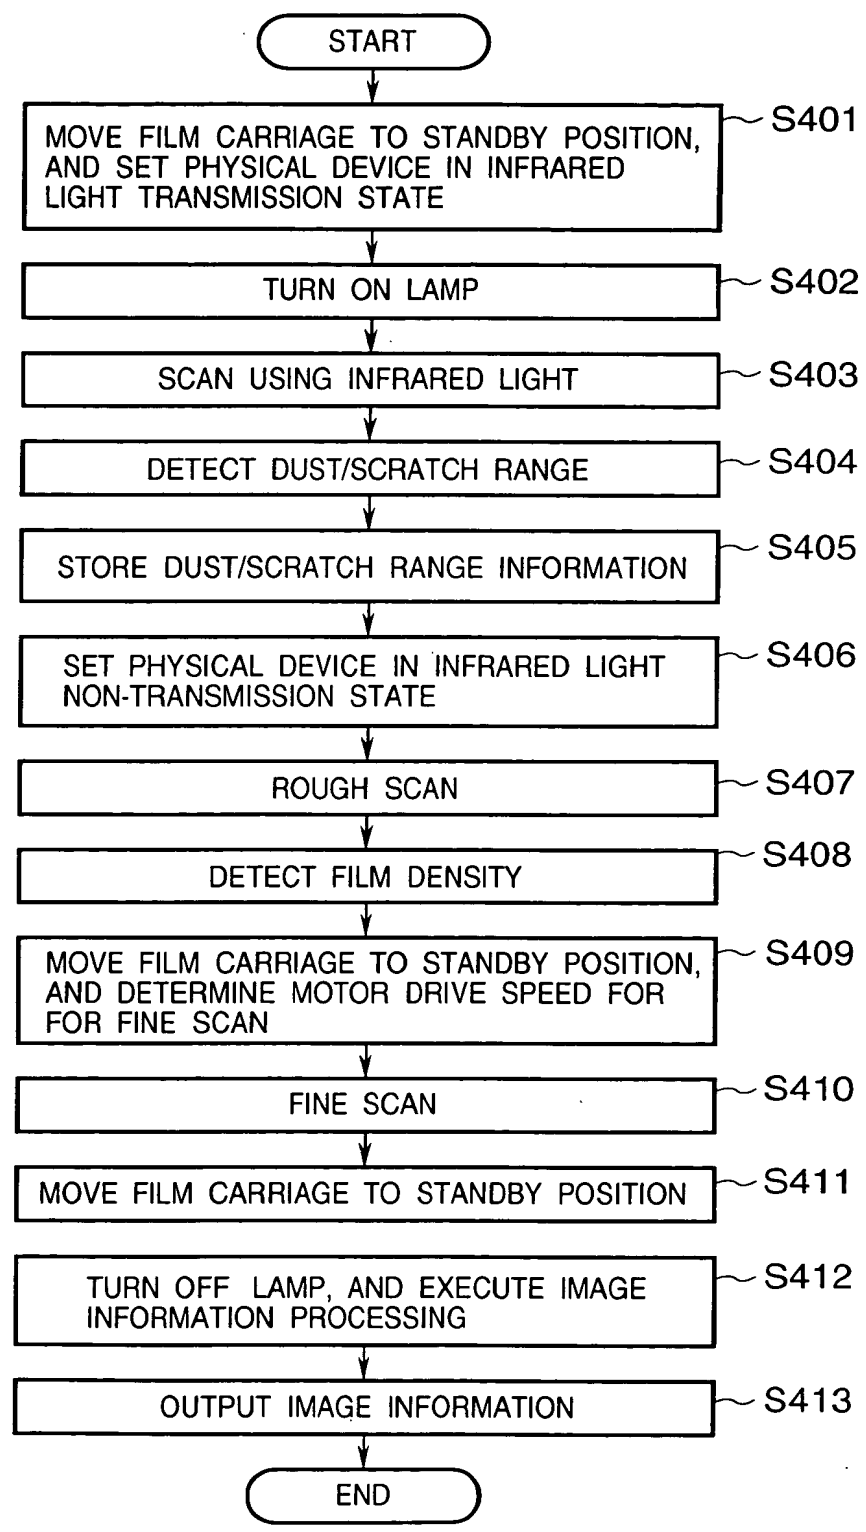 START
S401
MOVE FILM CARRIAGE TO STANDBY POSITION,
AND SET PHYSICAL DEVICE IN INFRARED
LIGHT TRANSMISSION STATE
S402
TURN ON LAMP
S403
SCAN USING INFRARED LIGHT
S404
DETECT DUST/SCRATCH RANGE
S405
STORE DUST/SCRATCH RANGE INFORMATION
S406
SET PHYSICAL DEVICE IN INFRARED LIGHT
NON-TRANSMISSION STATE
S407
ROUGH SCAN
S408
DETECT FILM DENSITY
S409
MOVE FILM CARRIAGE TO STANDBY POSITION,
AND DETERMINE MOTOR DRIVE SPEED FOR
FOR FINE SCAN
S410
FINE SCAN
S411
MOVE FILM CARRIAGE TO STANDBY POSITION
S412
TURN OFF LAMP, AND EXECUTE IMAGE
INFORMATION PROCESSING
S413
OUTPUT IMAGE INFORMATION
END